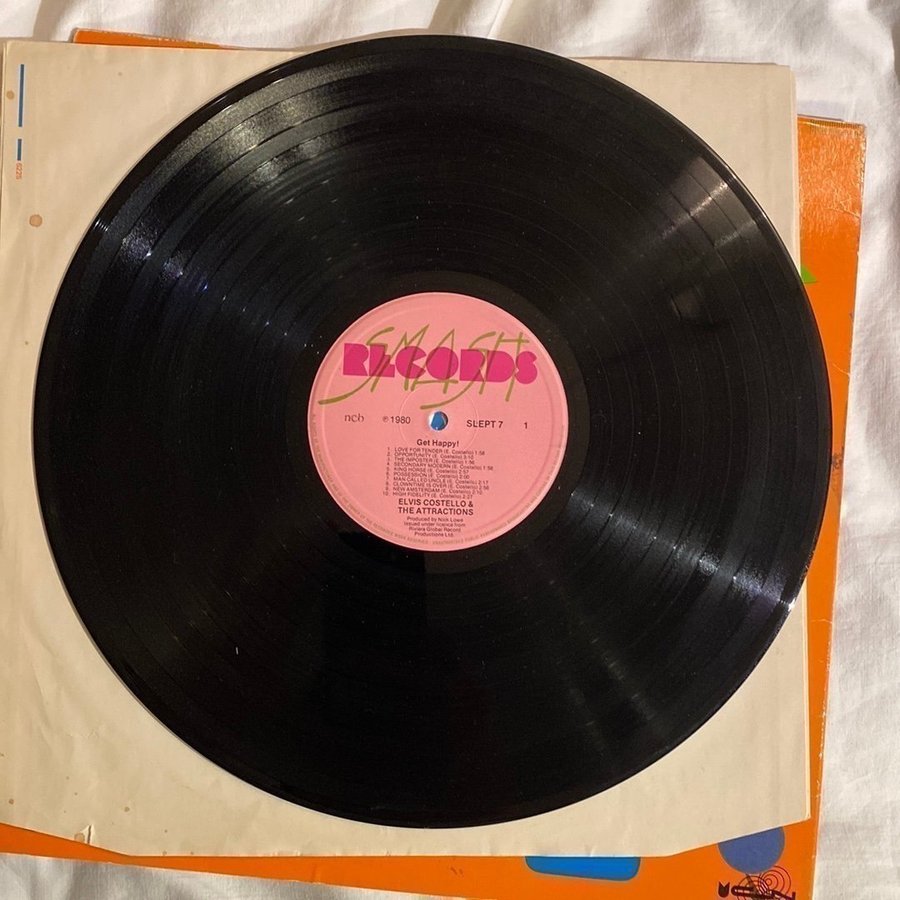 SMASH
RECORDS
ncb ℗ 1980 SLEPT 7 1
Get Happy!
1. LOVE FOR TENDER (E. Costello) 1:58
2. OPPORTUNITY (E. Costello) 3:10
3. THE IMPOSTER (E. Costello) 1:56
4. SECONDARY MODERN (E. Costello) 1:58
5. KING HORSE (E. Costello) 2:57
6. POSSESSION (E. Costello) 2:00
7. MAN CALLED UNCLE (E. Costello) 2:17
8. CLOWNTIME IS OVER (E. Costello) 2:58
9. NEW AMSTERDAM (E. Costello) 2:10
10. HIGH FIDELITY (E. Costello) 2:27
ELVIS COSTELLO &
THE ATTRACTIONS
Produced by Nick Lowe
Issued under licence from
Riviera Global Record
Productions Ltd.